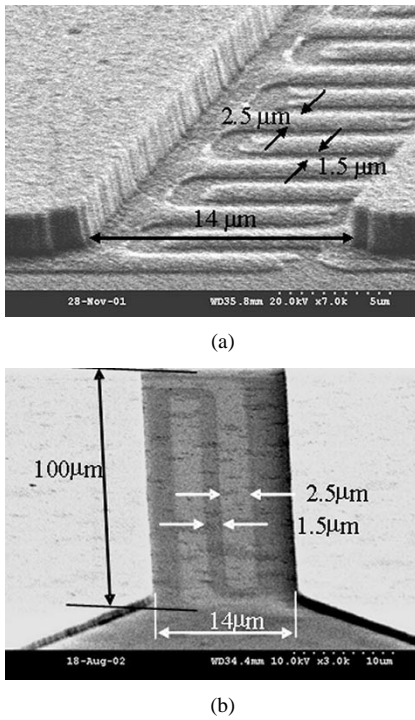 2.5 μm
1.5 μm
14 μm
28-Nov-01 WD35.8mm 20.0kV x7.0k 5um
(a)
100μm
2.5μm
1.5μm
14μm
18-Aug-02 WD34.4mm 10.0kV x3.0k 10um
(b)